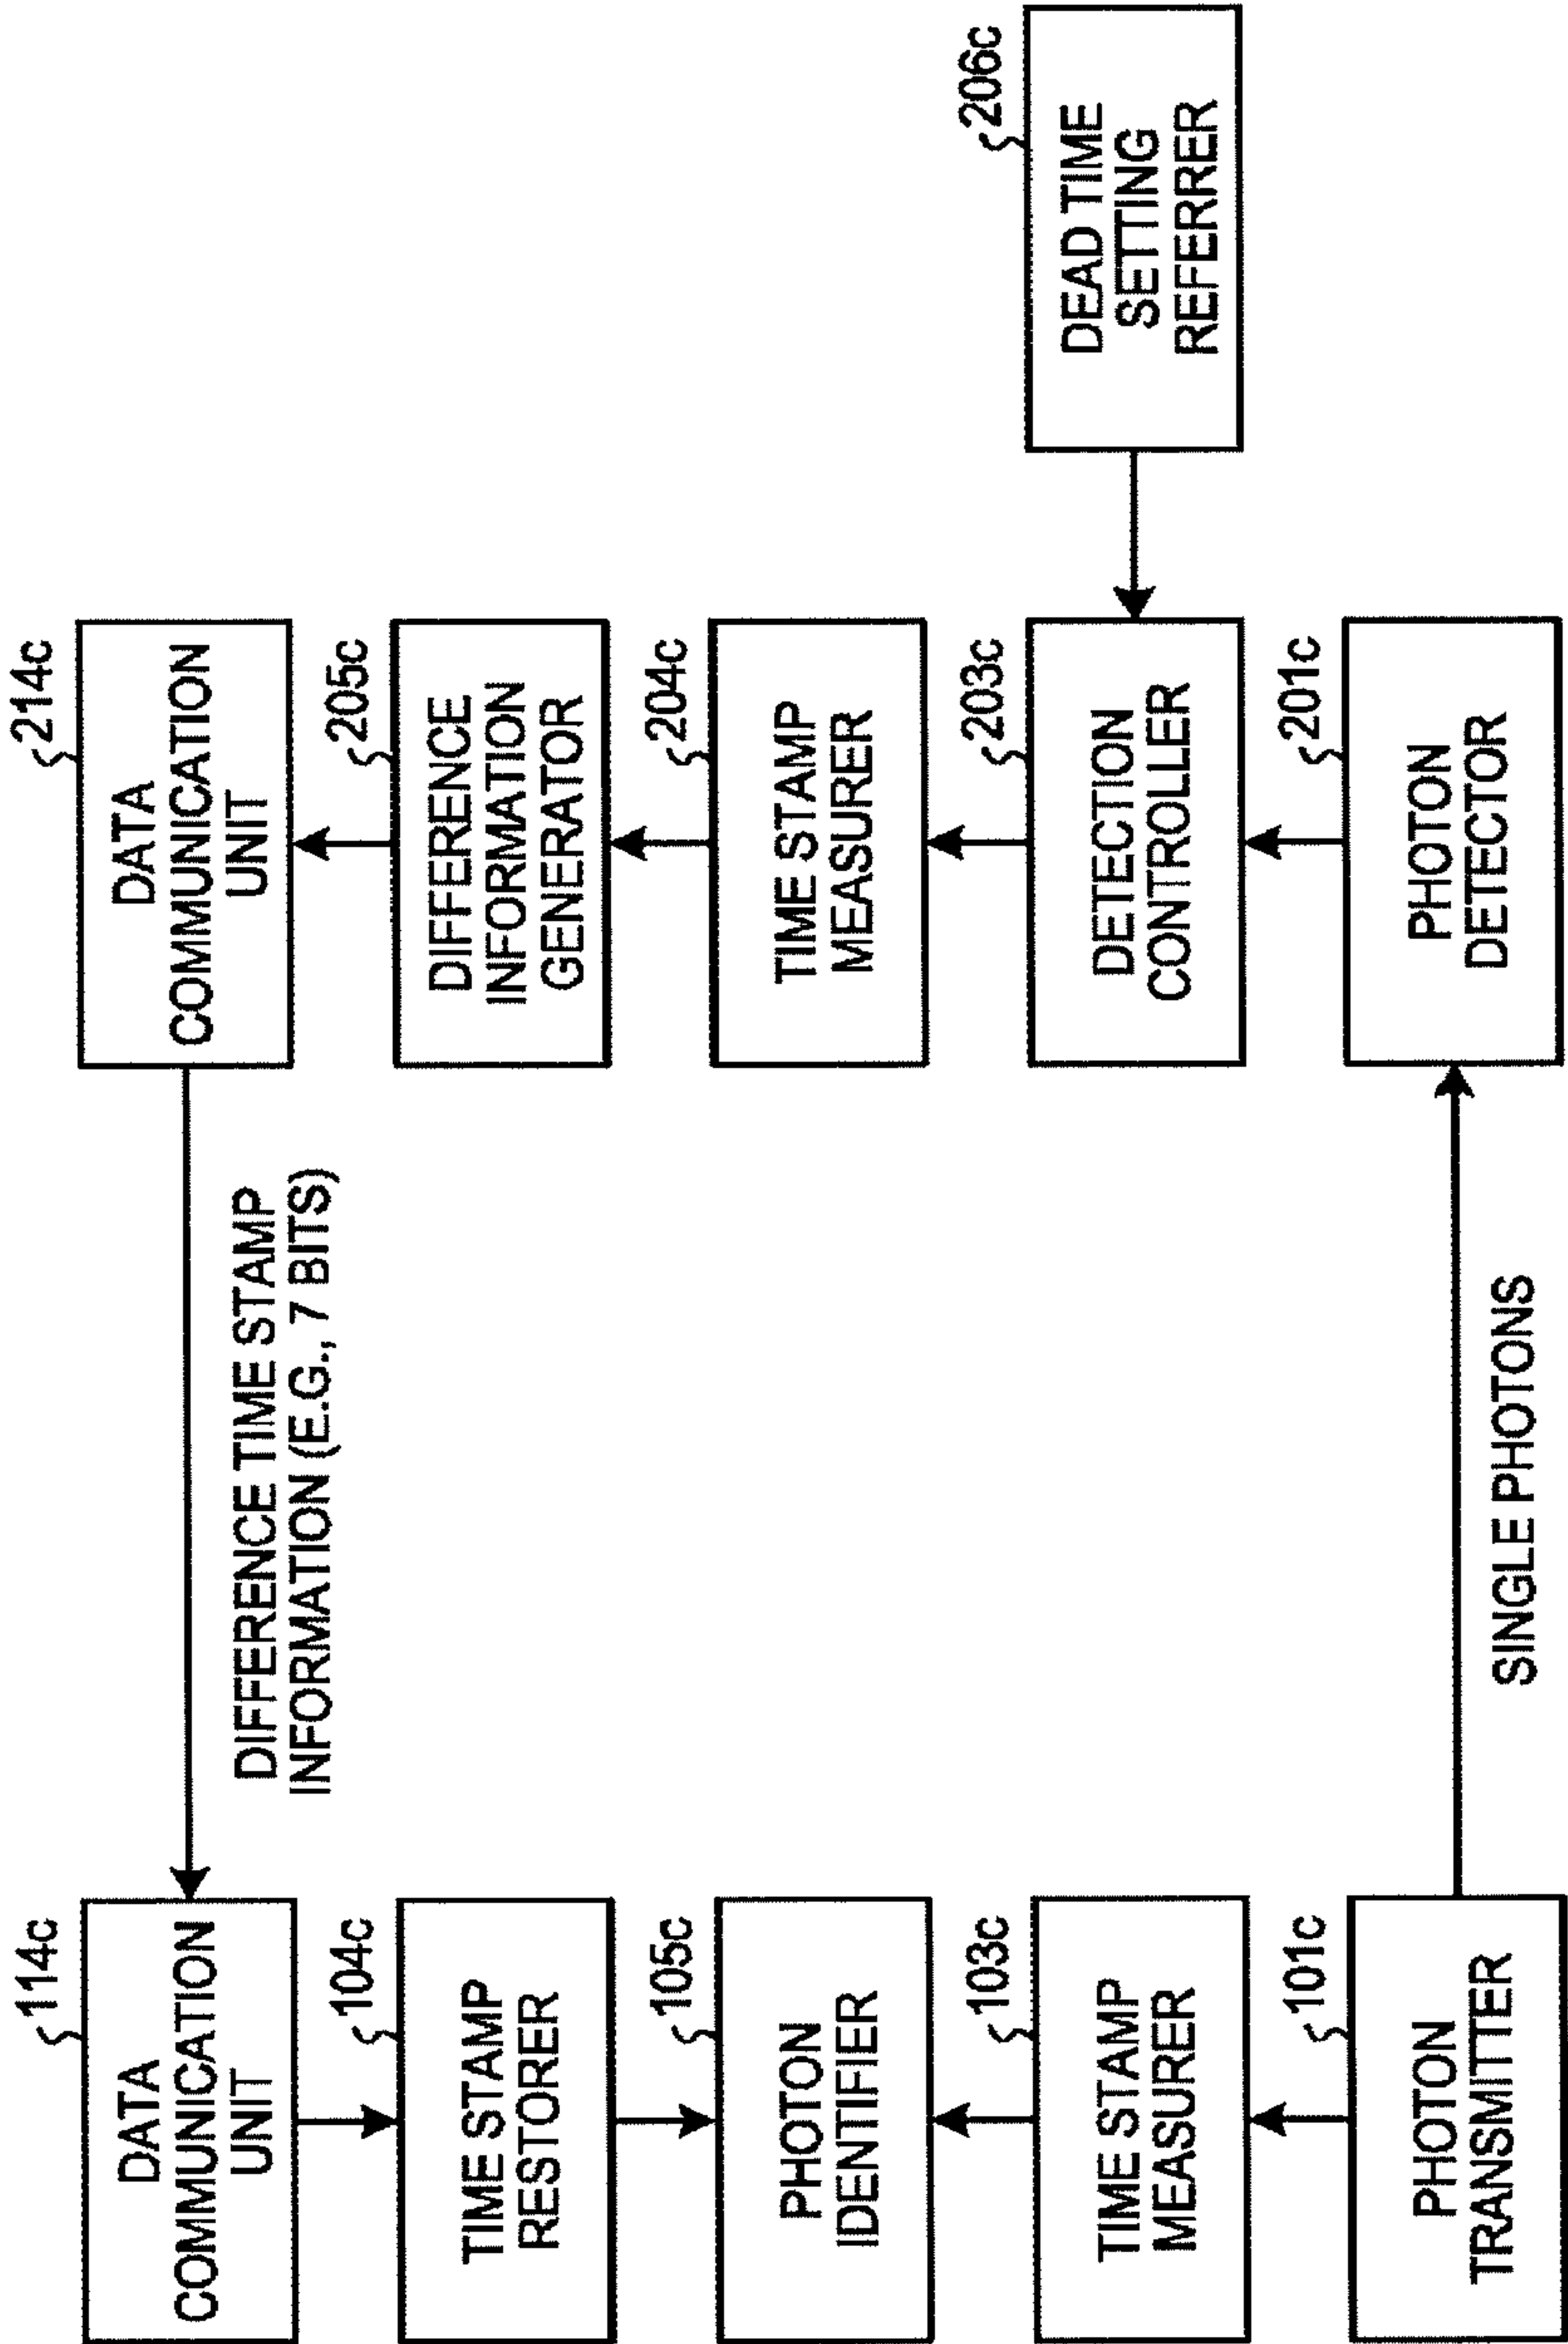 114c
DATA
COMMUNICATION
UNIT
104c
TIME STAMP
RESTORER
105c
PHOTON
IDENTIFIER
103c
TIME STAMP
MEASURER
101c
PHOTON
TRANSMITTER
DIFFERENCE TIME STAMP
INFORMATION (E.G., 7 BITS)
SINGLE PHOTONS
214c
DATA
COMMUNICATION
UNIT
205c
DIFFERENCE
INFORMATION
GENERATOR
204c
TIME STAMP
MEASURER
203c
DETECTION
CONTROLLER
201c
PHOTON
DETECTOR
206c
DEAD TIME
SETTING
REFERRER